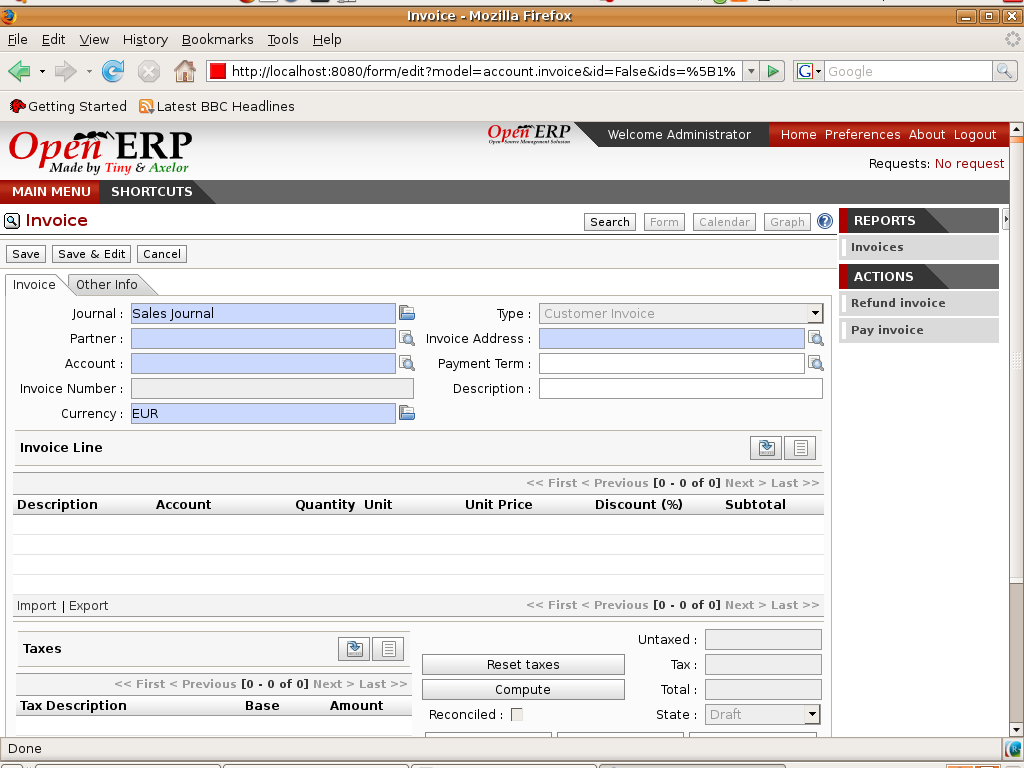 Invoice - Mozilla Firefox
File Edit View History Bookmarks Tools Help
http://localhost:8080/form/edit?model=account.invoice&id=False&ids=%5B1%
G Google
Getting Started Latest BBC Headlines
Open ERP
Made by Tiny & Axelor
Open ERP
Open Source Management Solution
Welcome Administrator
Home Preferences About Logout
Requests: No request
MAIN MENU SHORTCUTS
Invoice
Search Form Calendar Graph ?
Save Save & Edit Cancel
Invoice Other Info
Journal : Sales Journal Type : Customer Invoice
Partner : Invoice Address :
Account : Payment Term :
Invoice Number : Description :
Currency : EUR
Invoice Line
<< First < Previous [0 - 0 of 0] Next > Last >>
Description Account Quantity Unit Unit Price Discount (%) Subtotal
Import | Export << First < Previous [0 - 0 of 0] Next > Last >>
Taxes
<< First < Previous [0 - 0 of 0] Next > Last >>
Tax Description Base Amount
Reset taxes
Compute
Reconciled :
Untaxed :
Tax :
Total :
State : Draft
REPORTS
Invoices
ACTIONS
Refund invoice
Pay invoice
Done